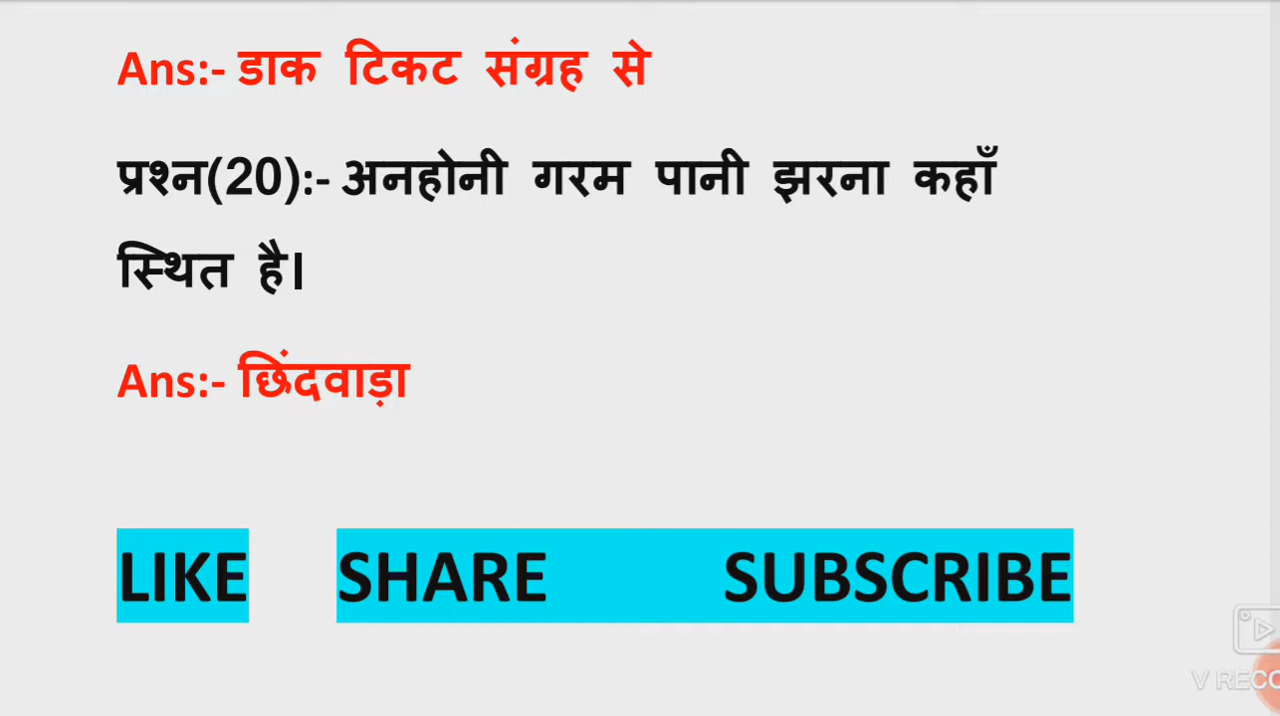 Ans:- डाक टिकट संग्रह से
प्रश्न(20):- अनहोनी गरम पानी झरना कहाँ
स्थित है।
Ans:- छिंदवाड़ा
LIKE SHARE SUBSCRIBE